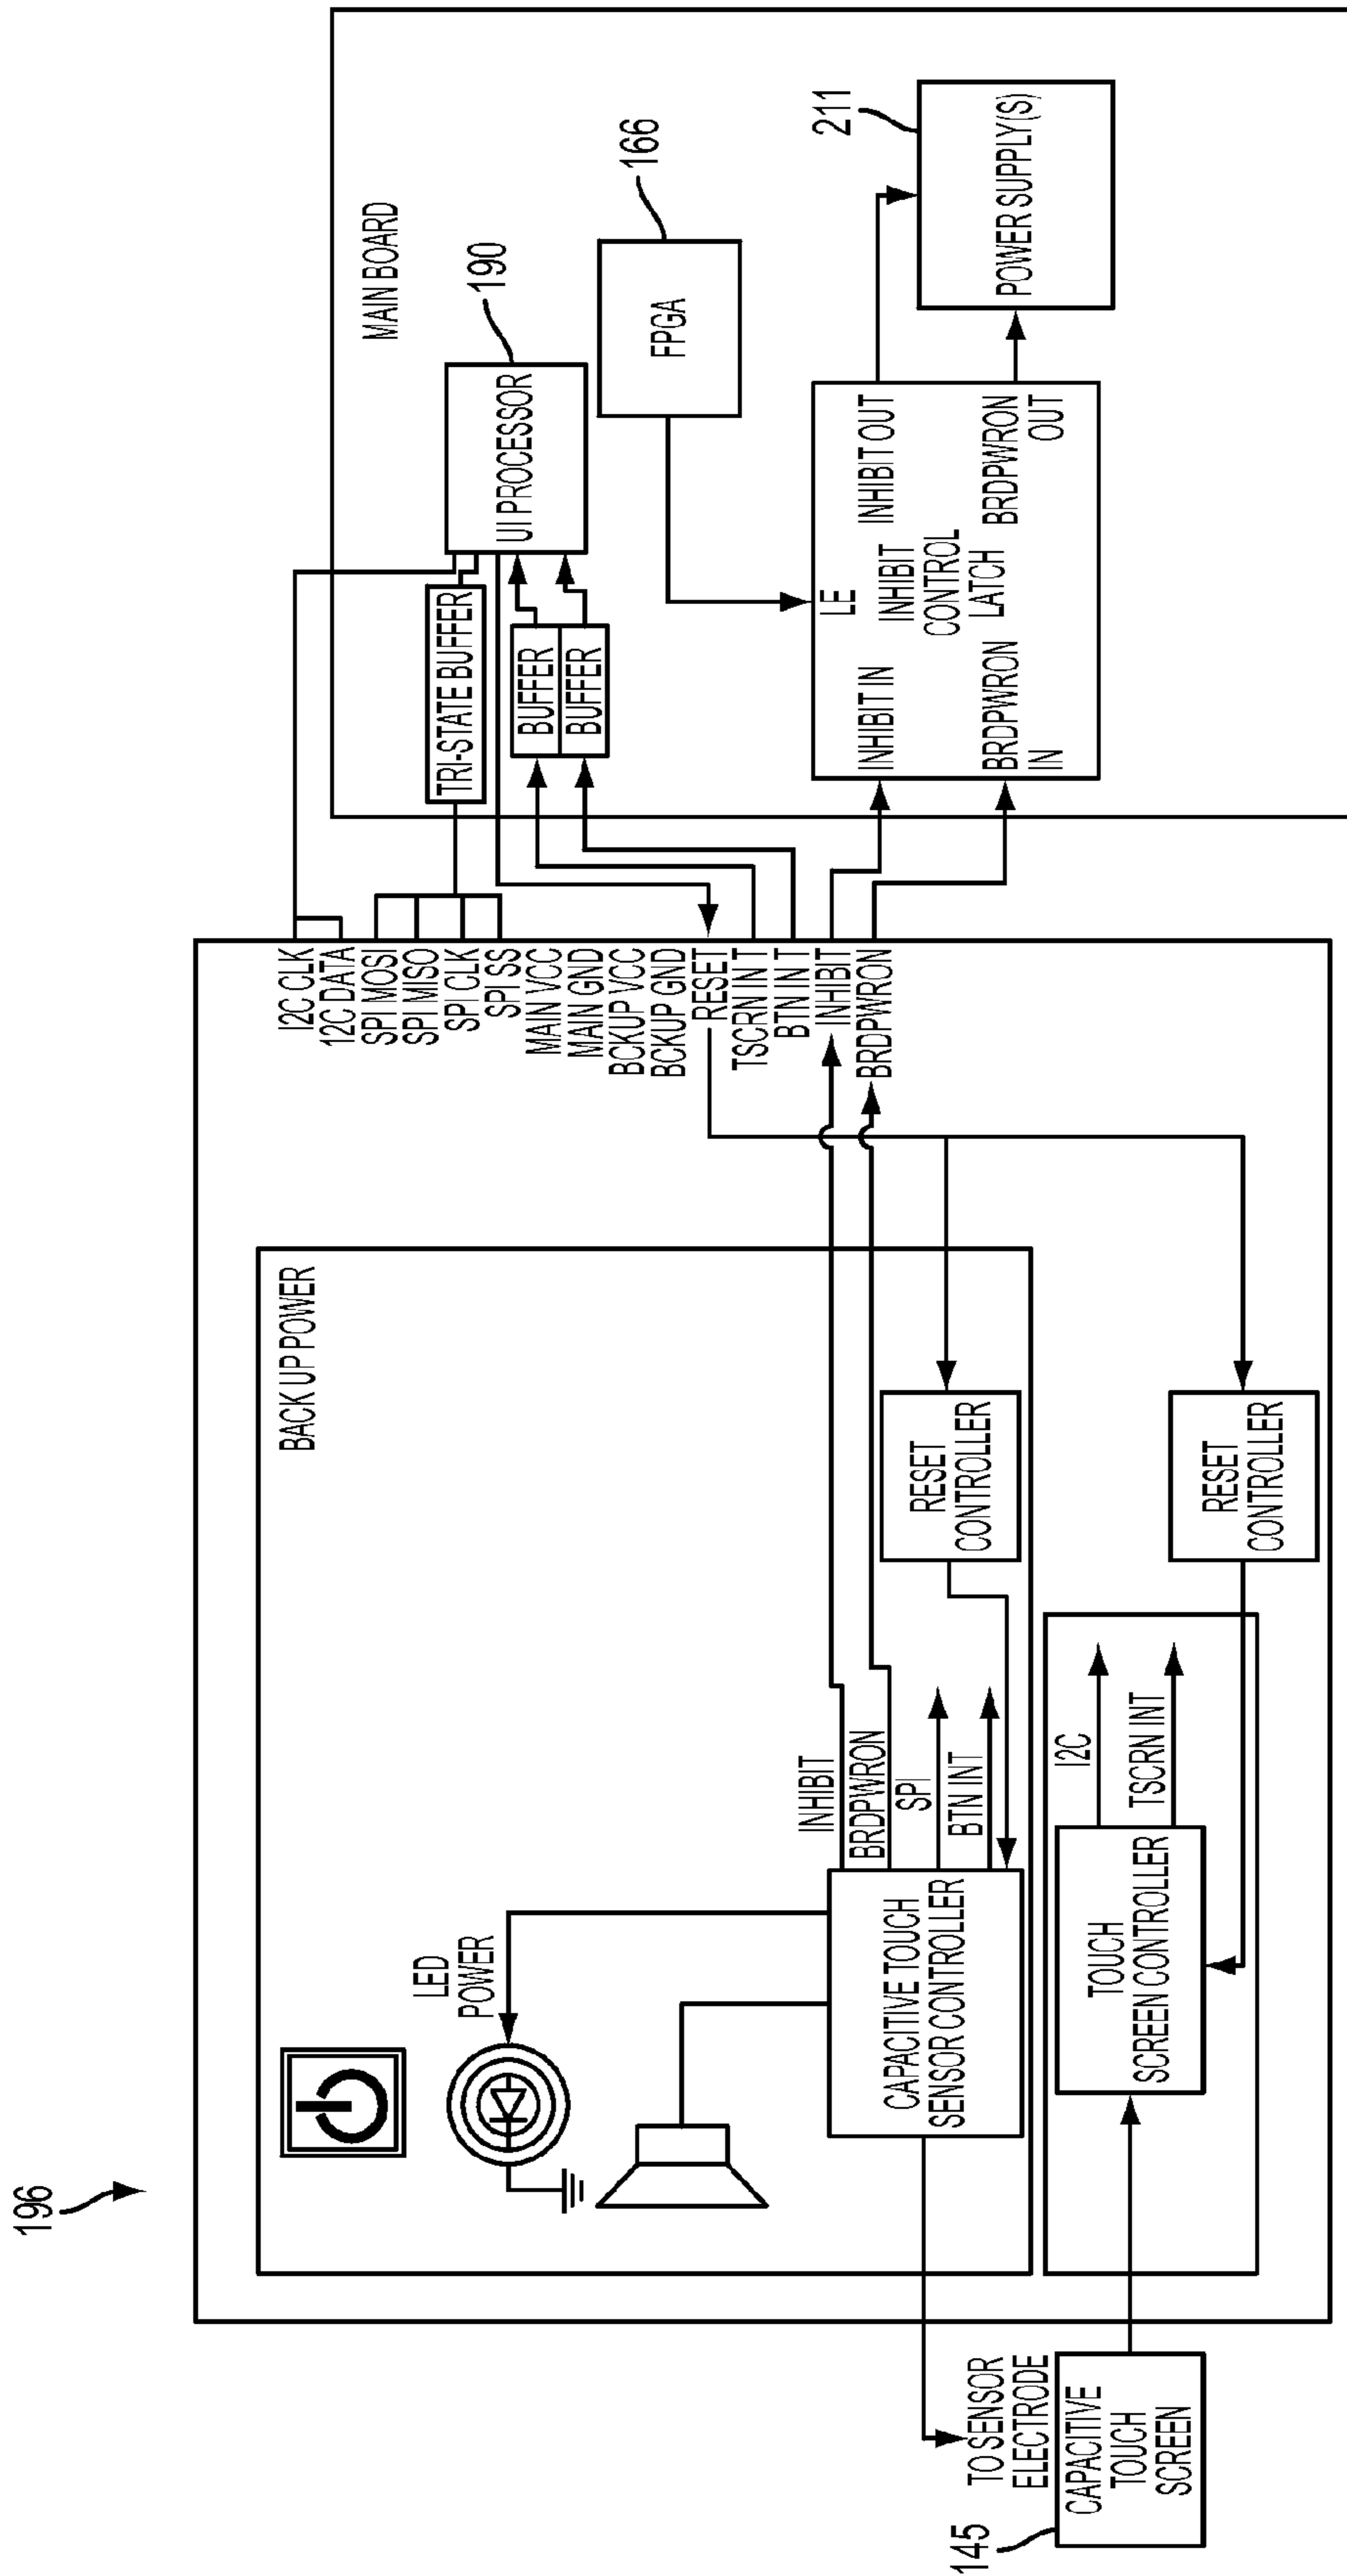 196
BACK UP POWER
LED
POWER
INHIBIT
BRDPWRON
SPI
BTN INT
CAPACITIVE TOUCH
SENSOR CONTROLLER
RESET
CONTROLLER
I2C
TSCRN INT
TOUCH
SCREEN CONTROLLER
RESET
CONTROLLER
TO SENSOR
ELECTRODE
CAPACITIVE
TOUCH
SCREEN
145
I2C CLK
12C DATA
SPI MOSI
SPI MISO
SPI CLK
SPI SS
MAIN VCC
MAIN GND
BCKUP VCC
BCKUP GND
RESET
TSCRN INT
BTN INT
INHIBIT
BRDPWRON
MAIN BOARD
TRI-STATE BUFFER
BUFFER
BUFFER
UI PROCESSOR
190
FPGA
166
LE
INHIBIT IN
INHIBIT
CONTROL
LATCH
INHIBIT OUT
BRDPWRON
IN
BRDPWRON
OUT
POWER SUPPLY(S)
211